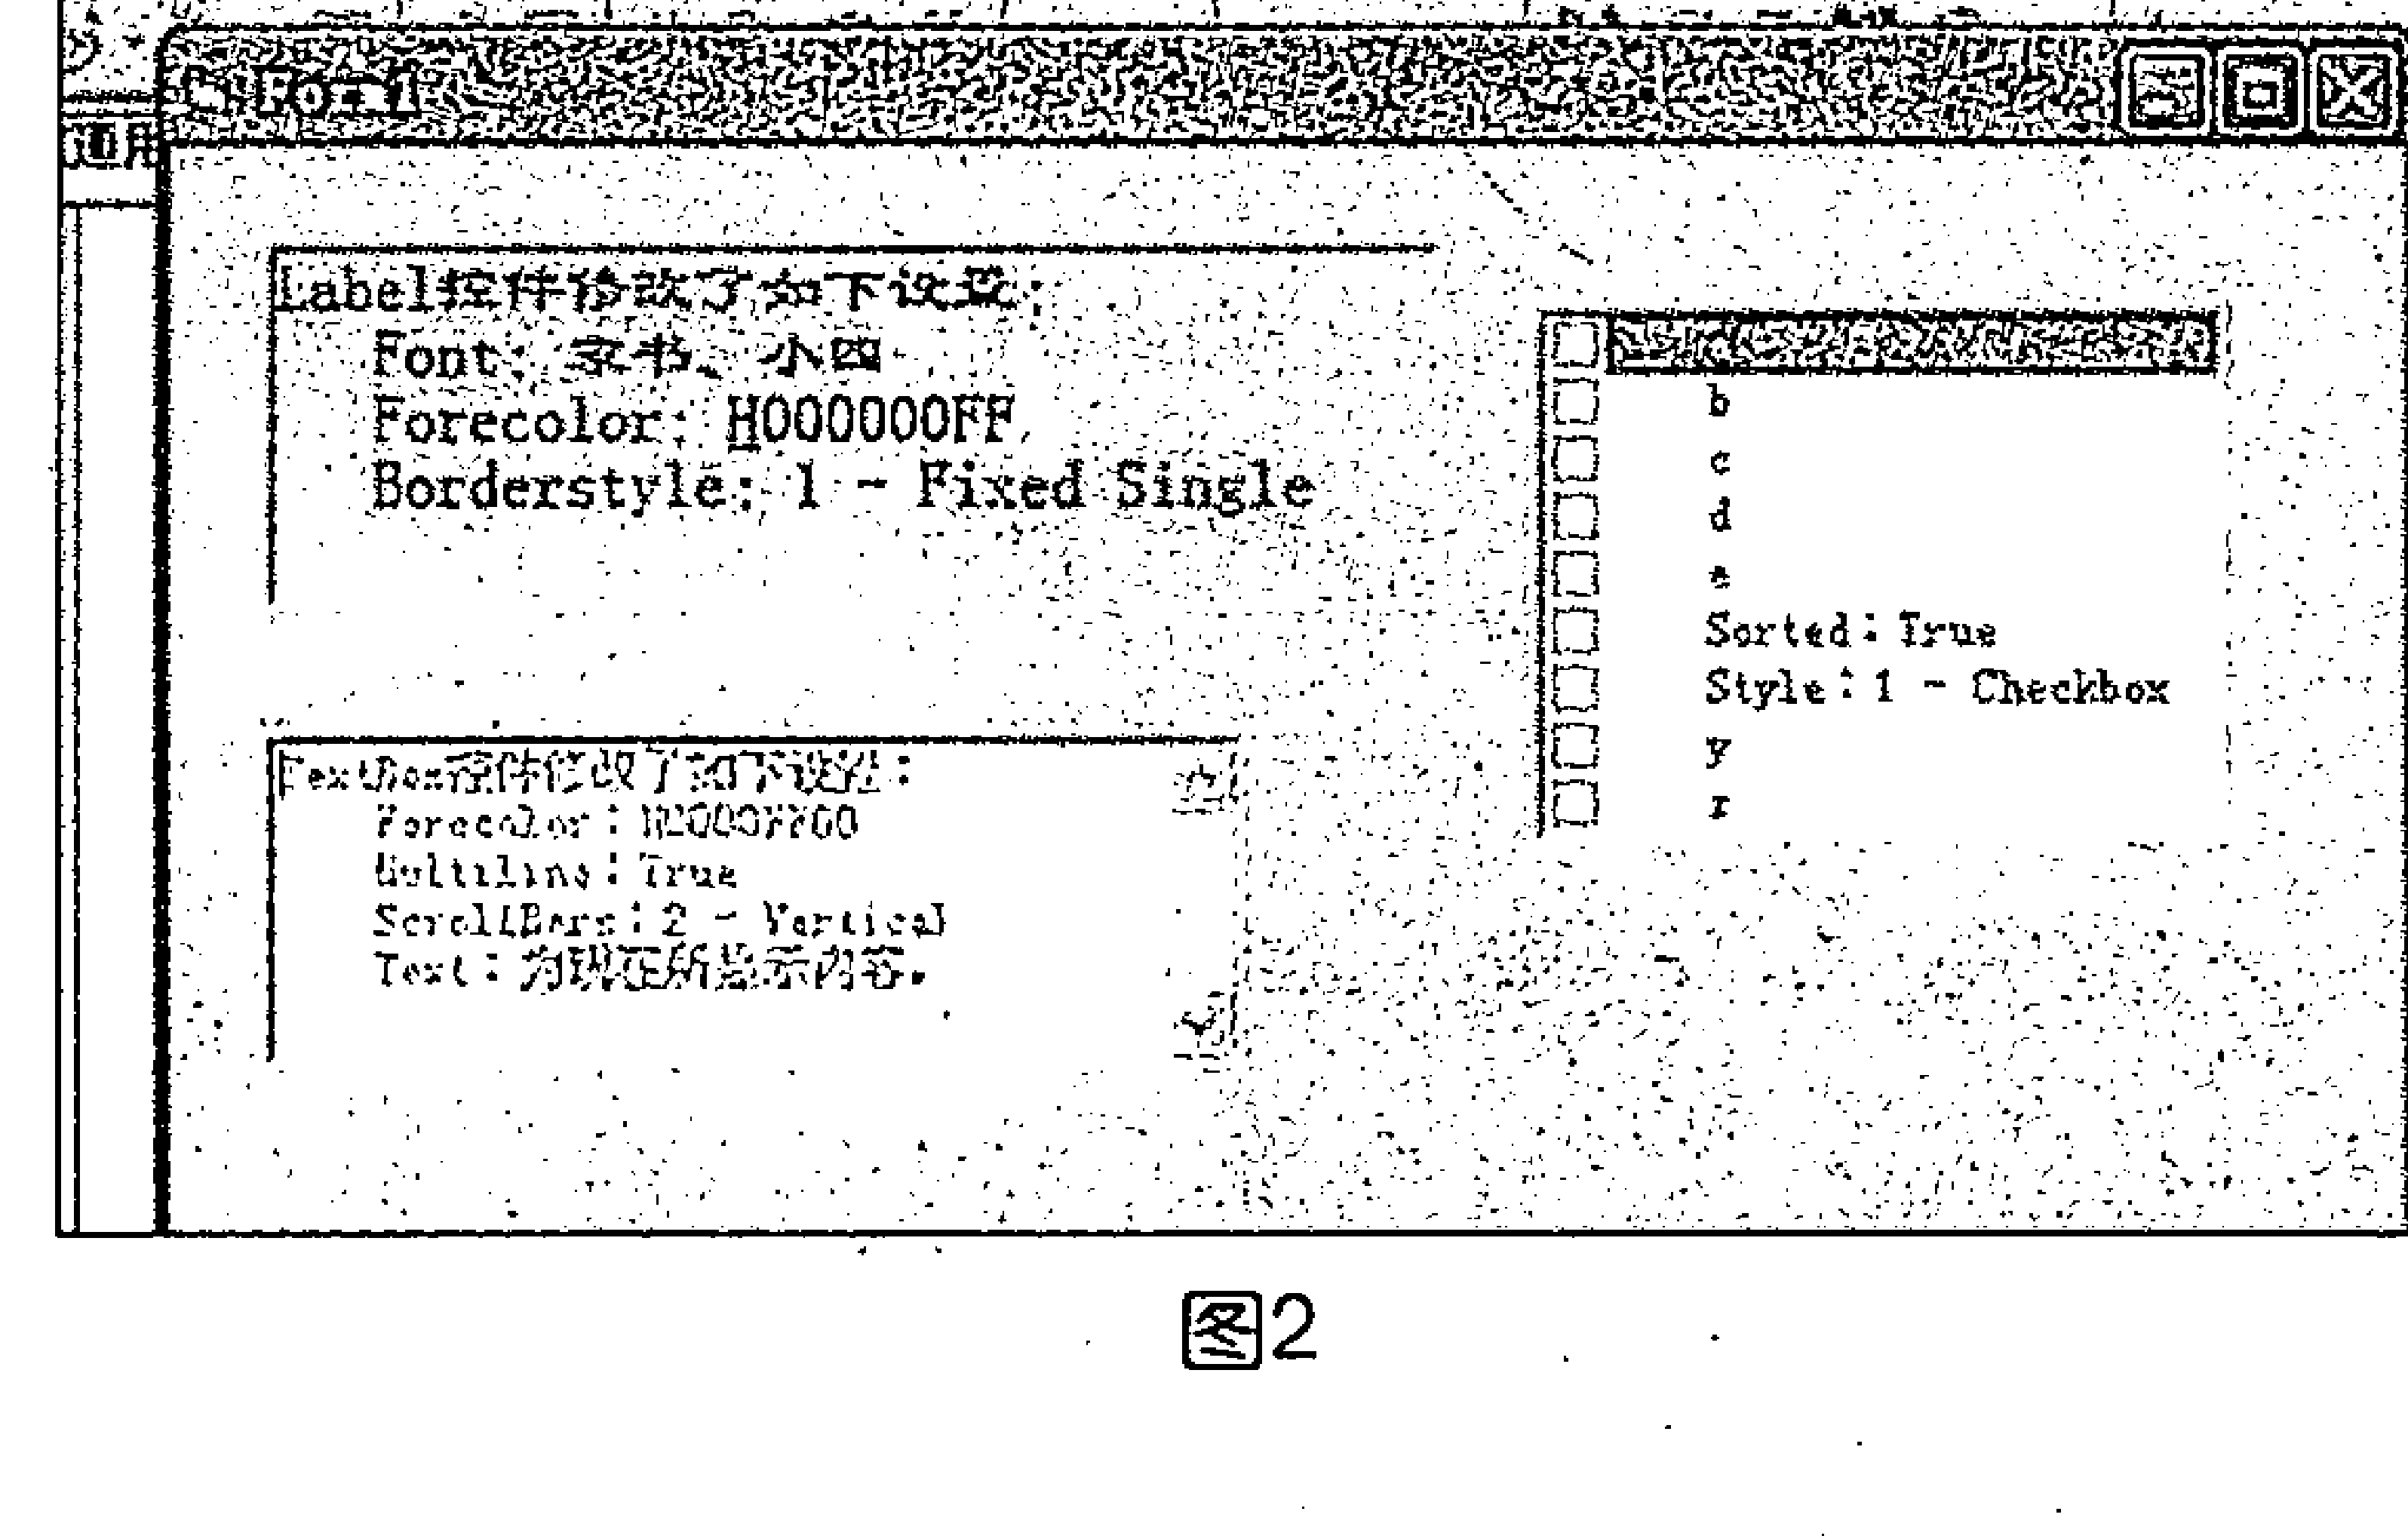 Form1
Label控件修改了如下设置:
Font: 隶书、小四
Forecolor: H000000FF
Borderstyle: 1 - Fixed Single
b
c
d
e
Sorted:True
Style:1 - Checkbox
y
TextBox控件修改了如下设置:
Forecolor:
Multiline:True
ScrollBars:2 - Vertical
Text:为现在所显示内容.
图2